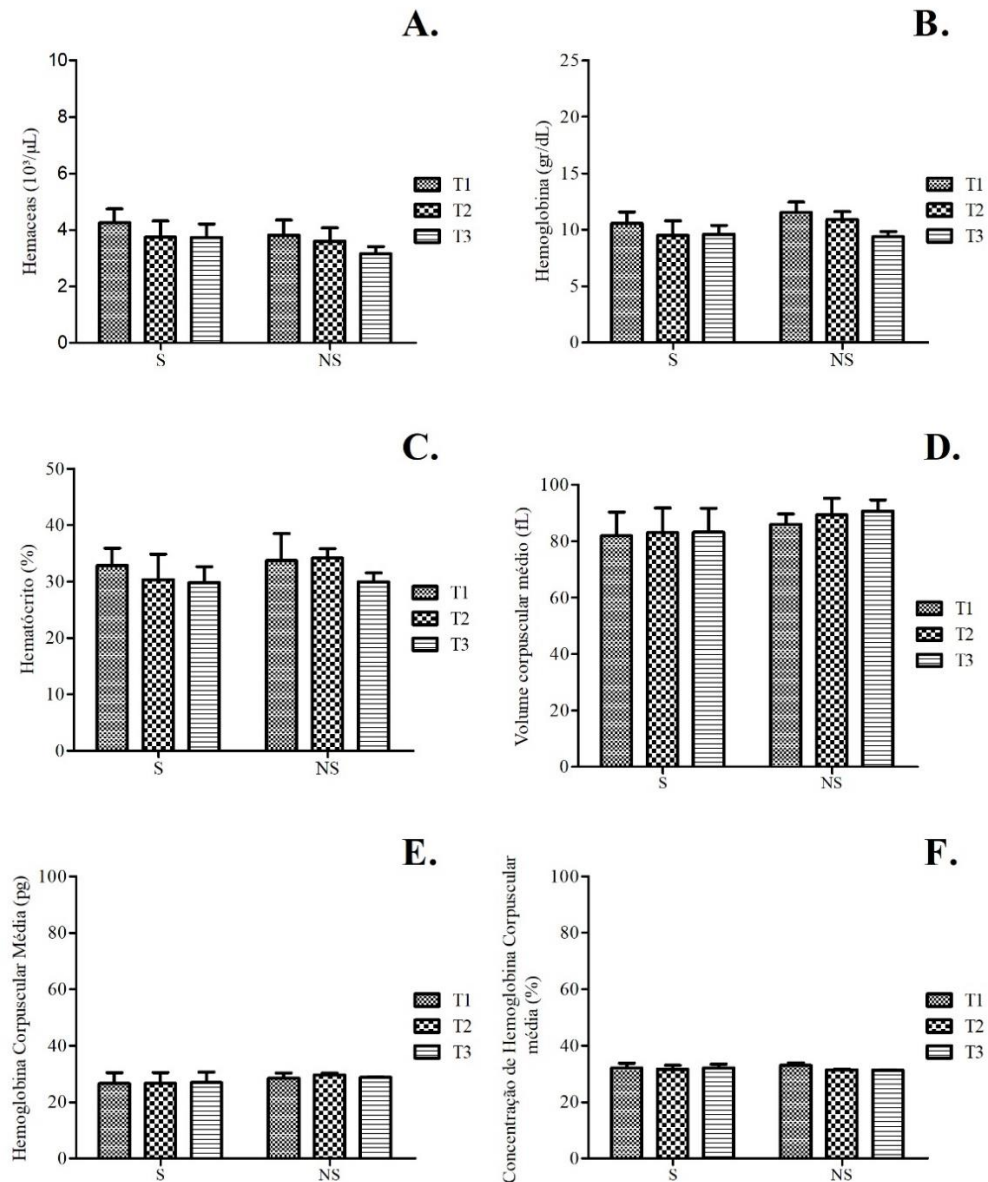 A.
Hemaceas (10³/µL)
10
8
6
4
2
0
S
NS
T1
T2
T3
B.
Hemoglobina (gr/dL)
25
20
15
10
5
0
S
NS
T1
T2
T3
C.
Hematócrito (%)
50
40
30
20
10
0
S
NS
T1
T2
T3
D.
Volume corpuscular médio (fL)
100
80
60
40
20
0
S
NS
T1
T2
T3
E.
Hemoglobina Corpuscular Média (pg)
100
80
60
40
20
0
S
NS
T1
T2
T3
F.
Concentração de Hemoglobina Corpuscular
média (%)
100
80
60
40
20
0
S
NS
T1
T2
T3